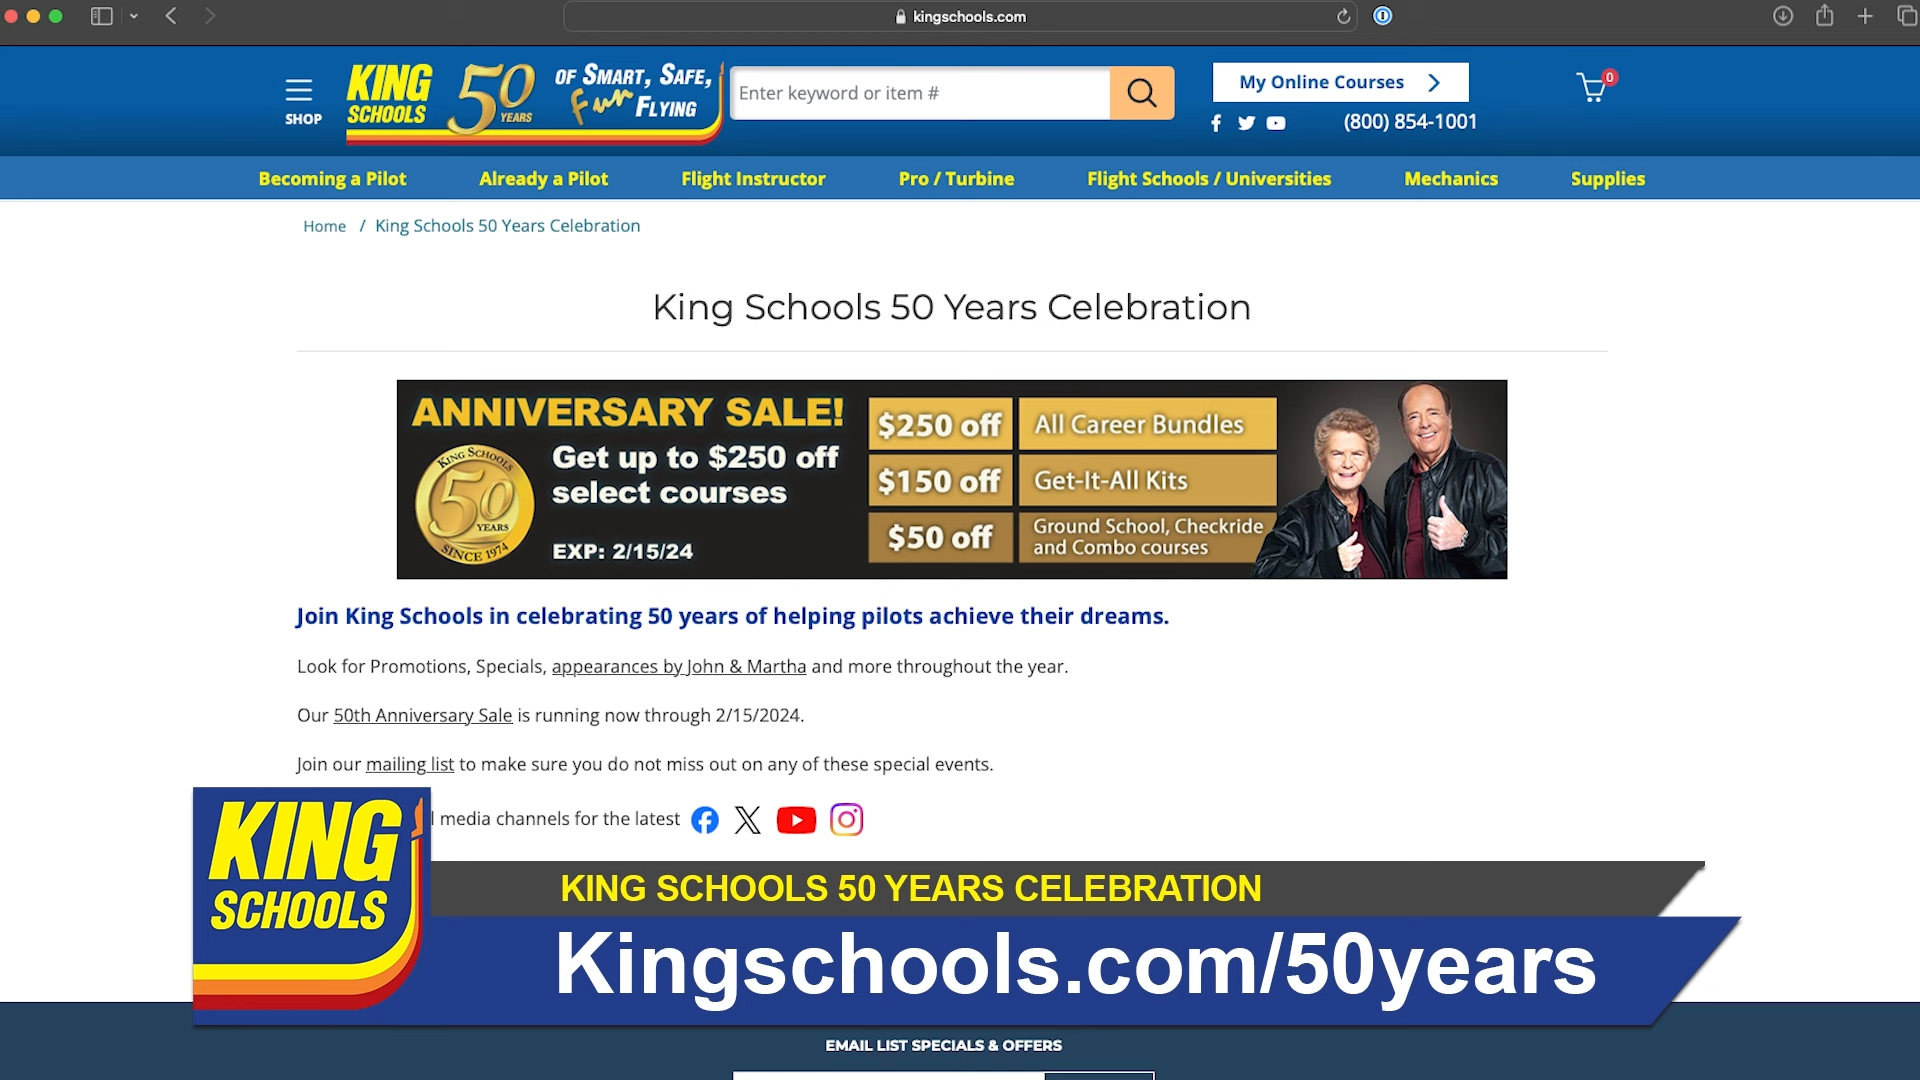 kingschools.com
SHOP
KING SCHOOLS
50 YEARS
OF SMART, SAFE,
Fun FLYING
Enter keyword or item #
My Online Courses
0
(800) 854-1001
Becoming a Pilot
Already a Pilot
Flight Instructor
Pro / Turbine
Flight Schools / Universities
Mechanics
Supplies
Home / King Schools 50 Years Celebration
King Schools 50 Years Celebration
ANNIVERSARY SALE!
KING SCHOOLS
50
YEARS
SINCE 1974
Get up to $250 off
select courses
EXP: 2/15/24
$250 off All Career Bundles
$150 off Get-It-All Kits
$50 off Ground School, Checkride
and Combo courses
Join King Schools in celebrating 50 years of helping pilots achieve their dreams.
Look for Promotions, Specials, appearances by John & Martha and more throughout the year.
Our 50th Anniversary Sale is running now through 2/15/2024.
Join our mailing list to make sure you do not miss out on any of these special events.
media channels for the latest
KING
SCHOOLS
KING SCHOOLS 50 YEARS CELEBRATION
Kingschools.com/50years
EMAIL LIST SPECIALS & OFFERS